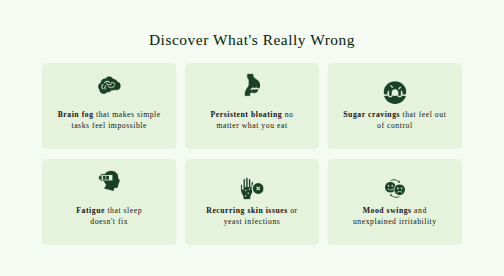 Discover What's Really Wrong
Brain fog that makes simple
tasks feel impossible
Persistent bloating no
matter what you eat
Sugar cravings that feel out
of control
Fatigue that sleep
doesn't fix
Recurring skin issues or
yeast infections
Mood swings and
unexplained irritability